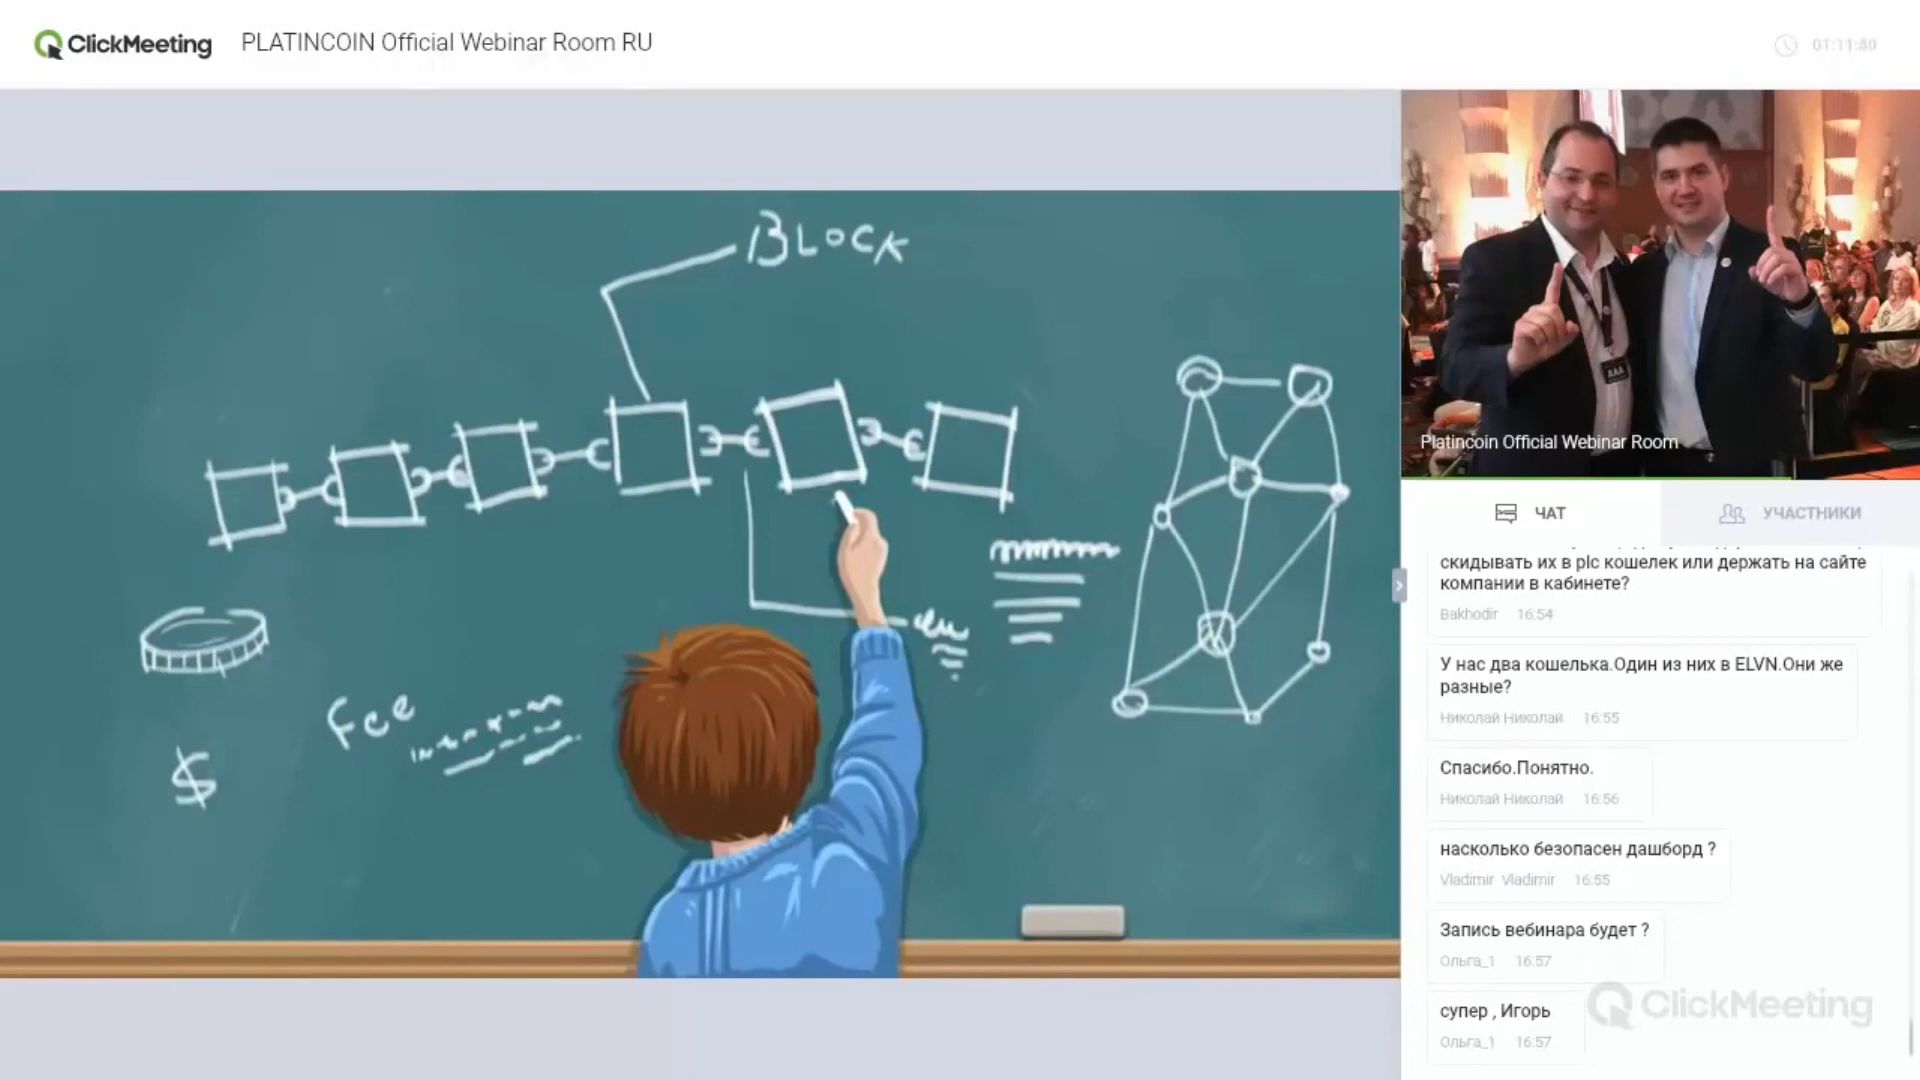 ClickMeeting
PLATINCOIN Official Webinar Room RU
BLOCK
Fee
$
AAA
Platincoin Official Webinar Room
ЧАТ
УЧАСТНИКИ
скидывать их в plc кошелек или держать на сайте
компании в кабинете?
Bakhodir 16:54
У нас два кошелька.Один из них в ELVN.Они же
разные?
Николай Николай 16:55
Спасибо.Понятно.
Николай Николай 16:56
насколько безопасен дашборд ?
Vladimir Vladimir 16:55
Запись вебинара будет ?
Ольга_1 16:57
супер , Игорь
Ольга_1 16:57
ClickMeeting